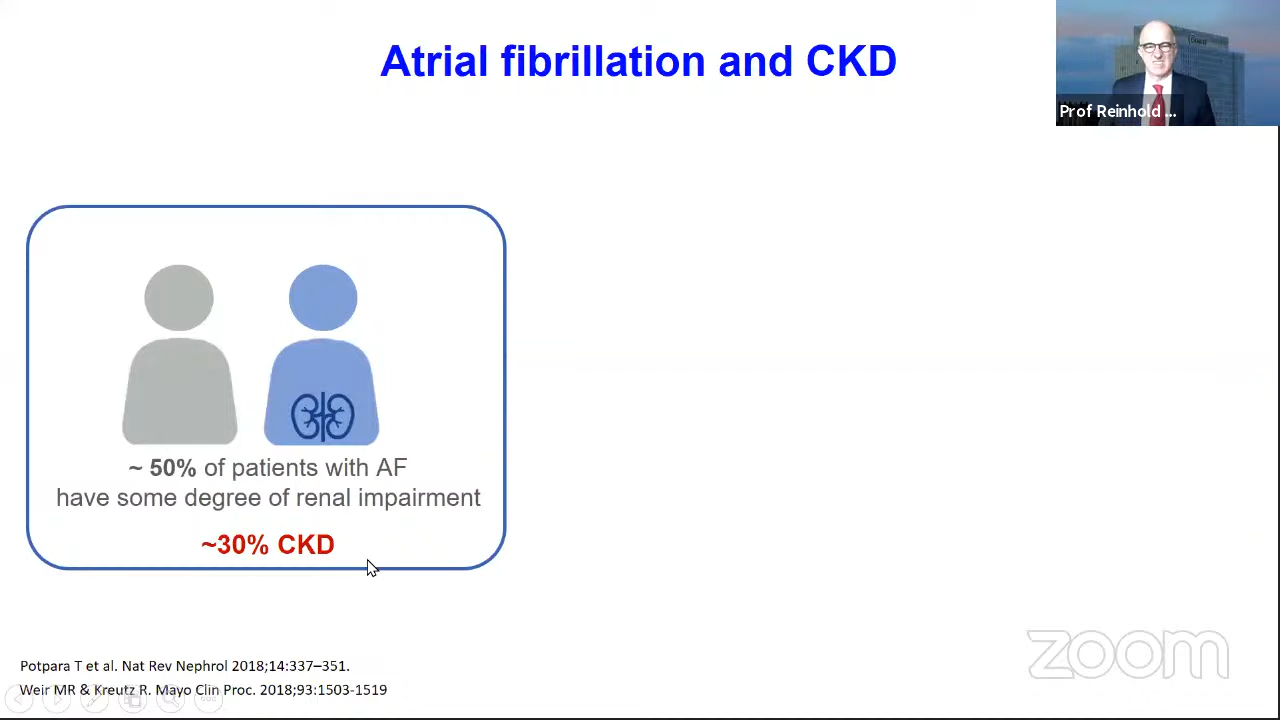 Atrial fibrillation and CKD
Prof Reinhold ...
~ 50% of patients with AF
have some degree of renal impairment
~30% CKD
Potpara T et al. Nat Rev Nephrol 2018;14:337–351.
Weir MR & Kreutz R. Mayo Clin Proc. 2018;93:1503-1519
zoom